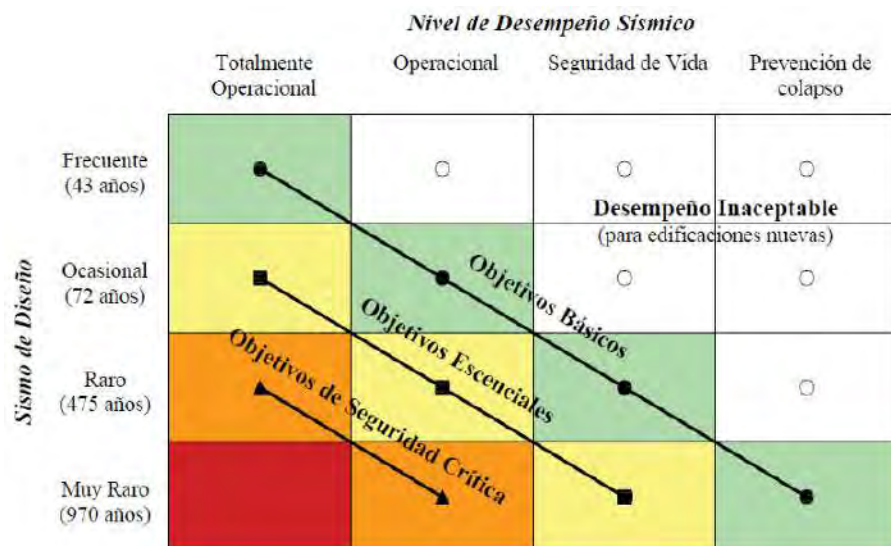 Nivel de Desempeño Sísmico
Totalmente
Operacional
Operacional
Seguridad de Vida
Prevención de
colapso
Sismo de Diseño
Frecuente
(43 años)
Ocasional
(72 años)
Raro
(475 años)
Muy Raro
(970 años)
Desempeño Inaceptable
(para edificaciones nuevas)
Objetivos Básicos
Objetivos Escenciales
Objetivos de Seguridad Crítica